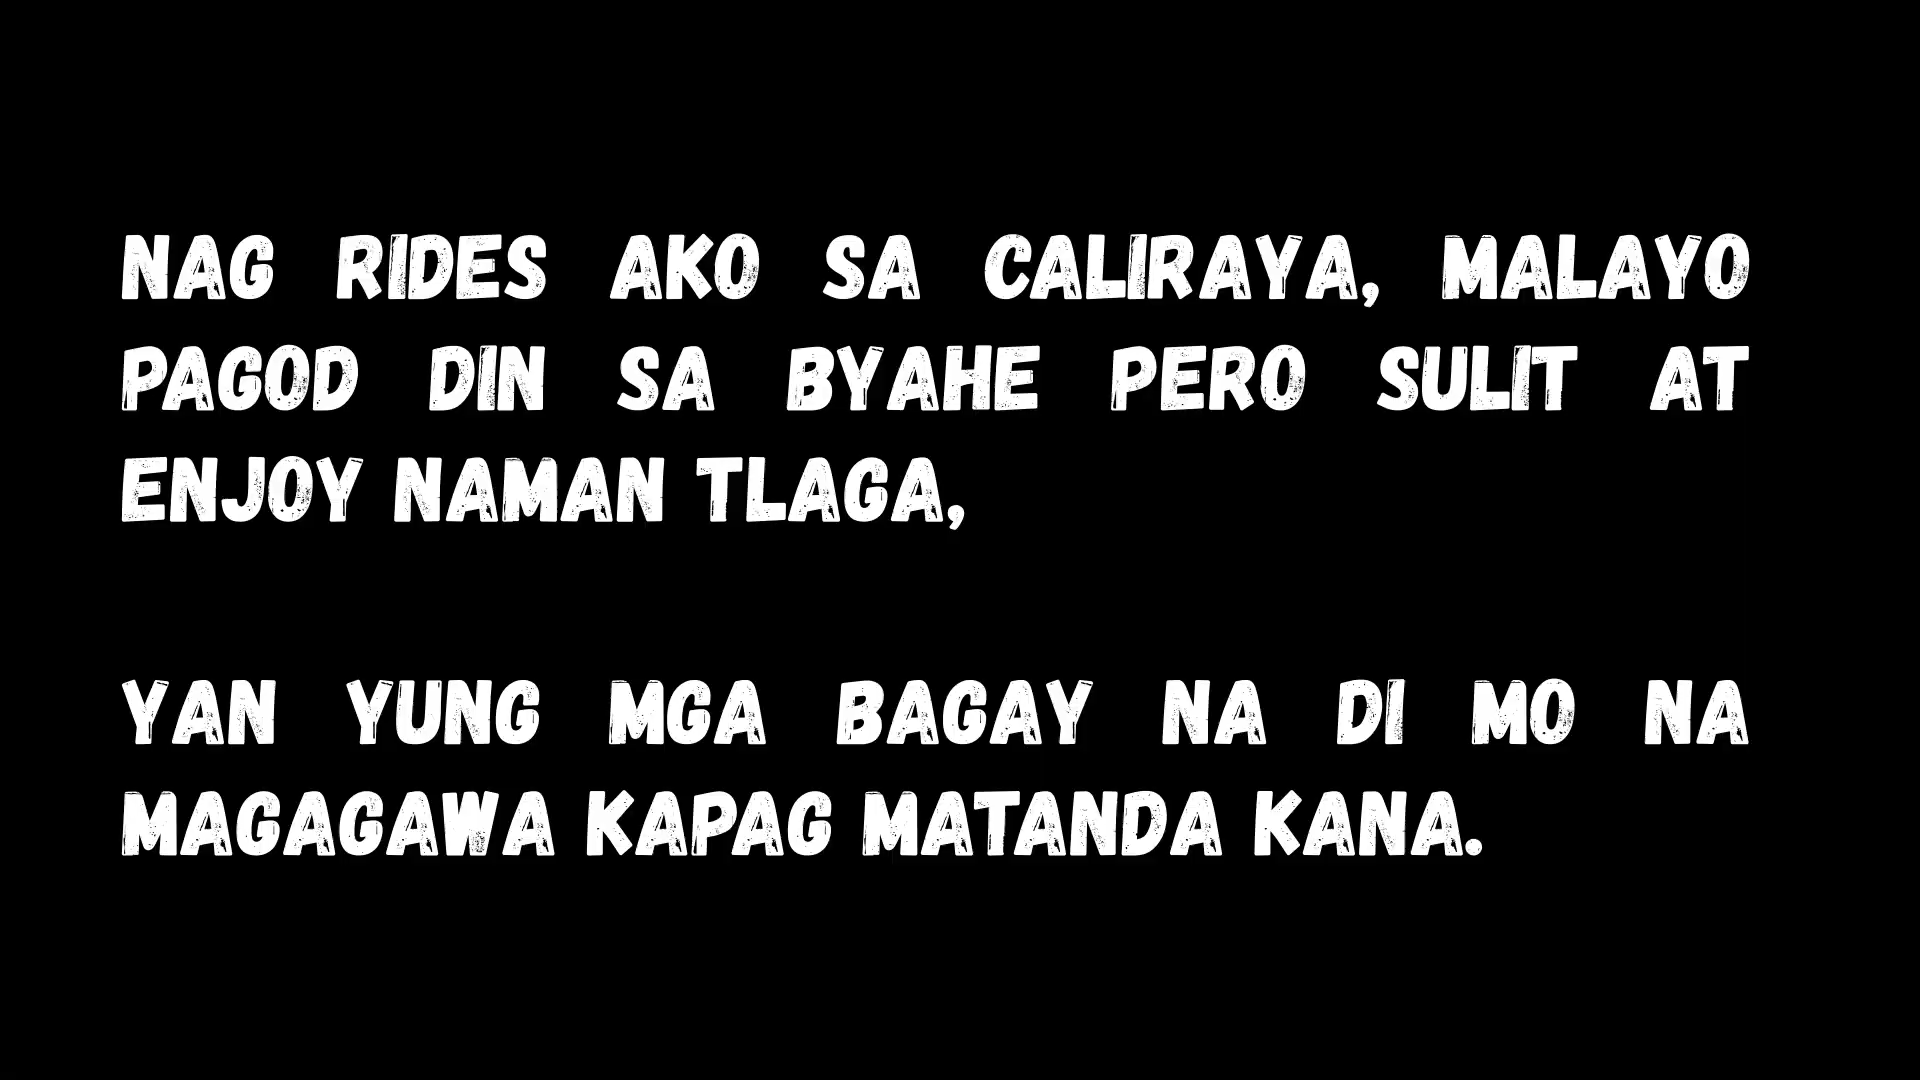 NAG RIDES AKO SA CALIRAYA, MALAYO
PAGOD DIN SA BYAHE PERO SULIT AT
ENJOY NAMAN TLAGA,
YAN YUNG MGA BAGAY NA DI MO NA
MAGAGAWA KAPAG MATANDA KANA.